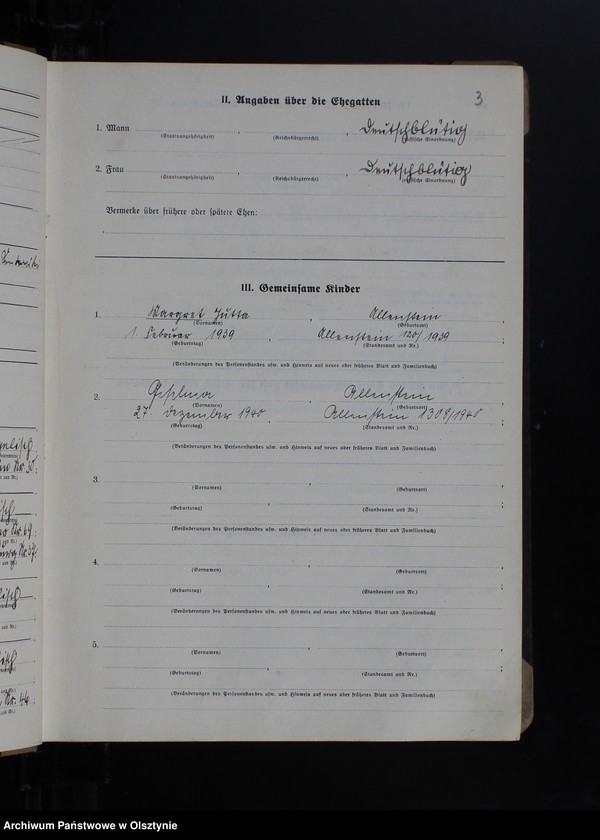 3
II. Angaben über die Ehegatten
1. Mann , , Deutschblütig
(Staatsangehörigkeit) (Reichsbürgerrecht) (rassische Einordnung)
2. Frau , , Deutschblütig
(Staatsangehörigkeit) (Reichsbürgerrecht) (rassische Einordnung)
Vermerke über frühere oder spätere Ehen:
III. Gemeinsame Kinder
1. Margret Jutta , Allenstein ,
(Vornamen) (Geburtsort)
1. Februar 1939 , Allenstein 120/1939 ;
(Geburtstag) (Standesamt und Nr.)
(Veränderungen des Personenstandes usw. und Hinweis auf neues oder früheres Blatt und Familienbuch)
2. , Allenstein ,
(Vornamen) (Geburtsort)
27. Dezember 1940 , Allenstein 1308/1940 ;
(Geburtstag) (Standesamt und Nr.)
(Veränderungen des Personenstandes usw. und Hinweis auf neues oder früheres Blatt und Familienbuch)
3. , ,
(Vornamen) (Geburtsort)
, ;
(Geburtstag) (Standesamt und Nr.)
(Veränderungen des Personenstandes usw. und Hinweis auf neues oder früheres Blatt und Familienbuch)
4. , ,
(Vornamen) (Geburtsort)
, ;
(Geburtstag) (Standesamt und Nr.)
(Veränderungen des Personenstandes usw. und Hinweis auf neues oder früheres Blatt und Familienbuch)
5. , ,
(Vornamen) (Geburtsort)
, ;
(Geburtstag) (Standesamt und Nr.)
(Veränderungen des Personenstandes usw. und Hinweis auf neues oder früheres Blatt und Familienbuch)
Archiwum Państwowe w Olsztynie